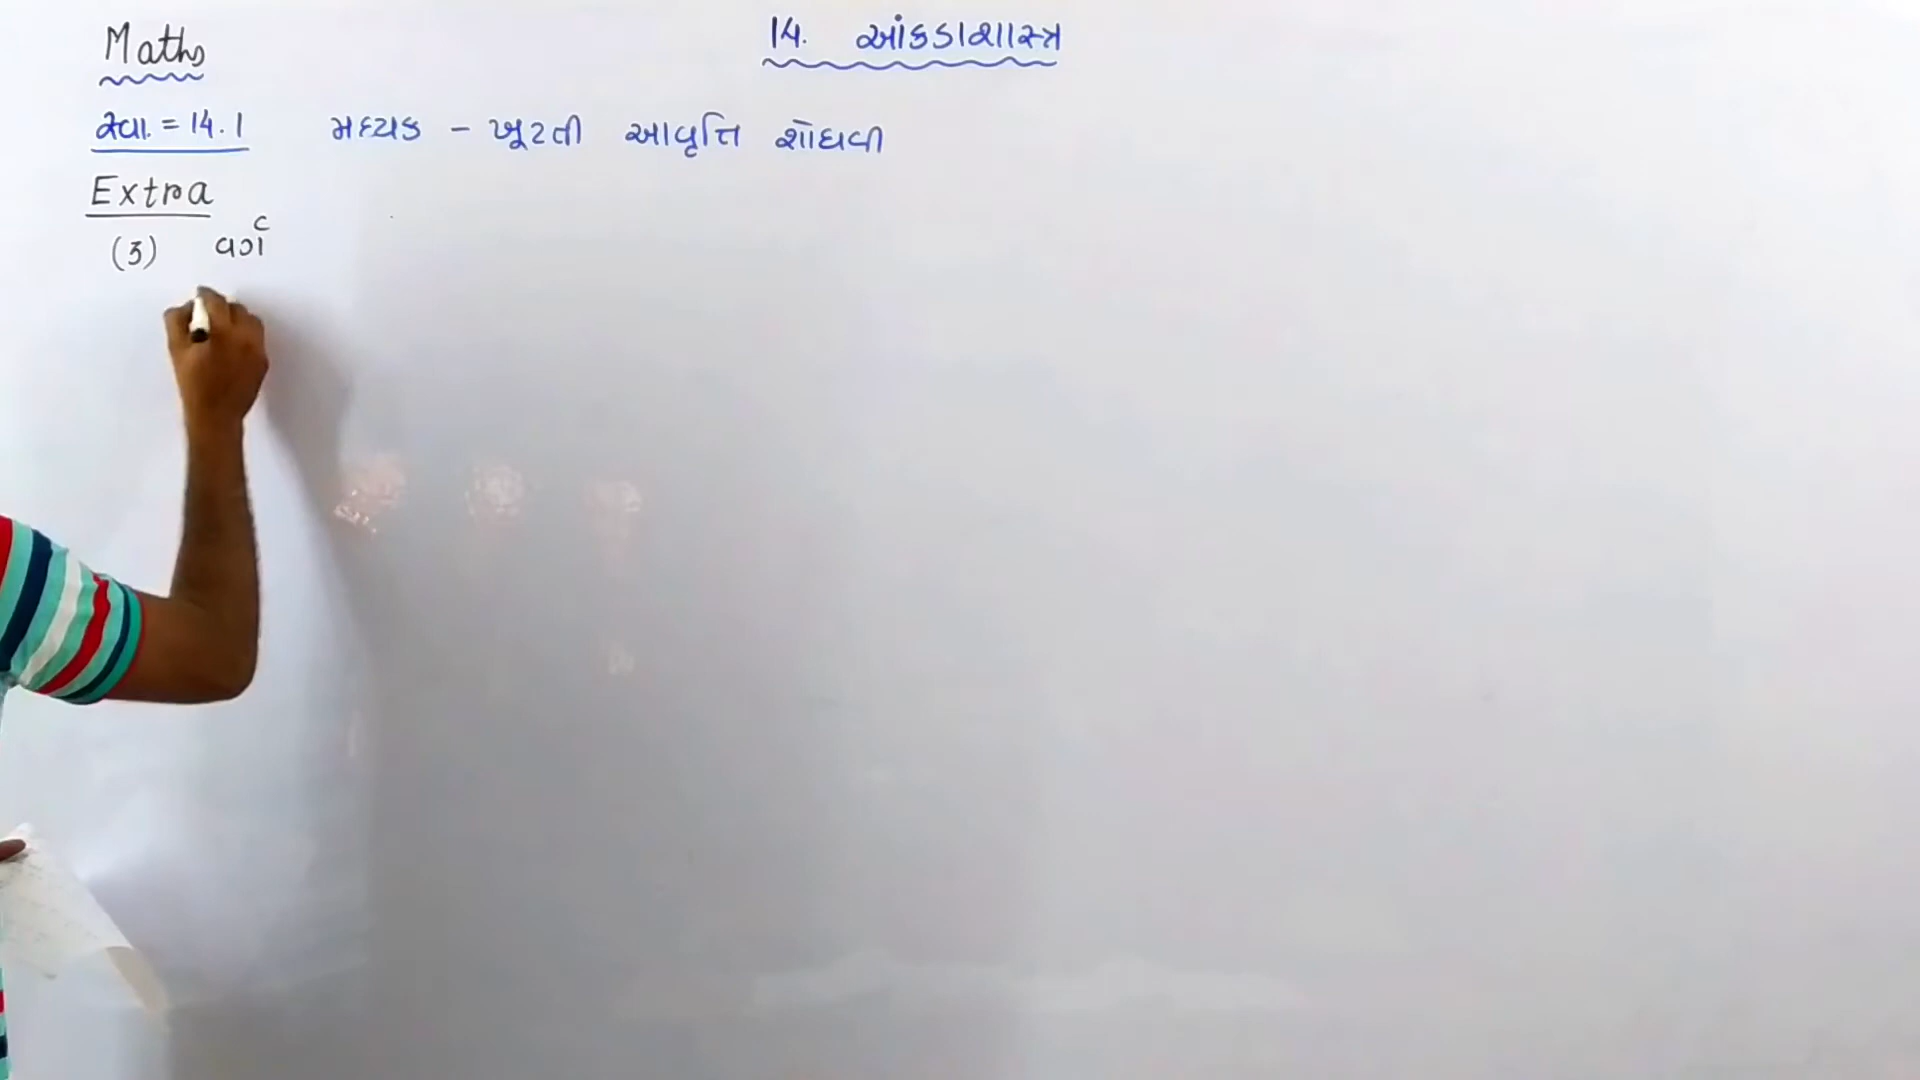 Maths
14. આંકડાશાસ્ત્ર
સ્વા. = 14.1 મધ્યક - ખૂટતી આવૃત્તિ શોધવી
Extra
(3) વર્ગ